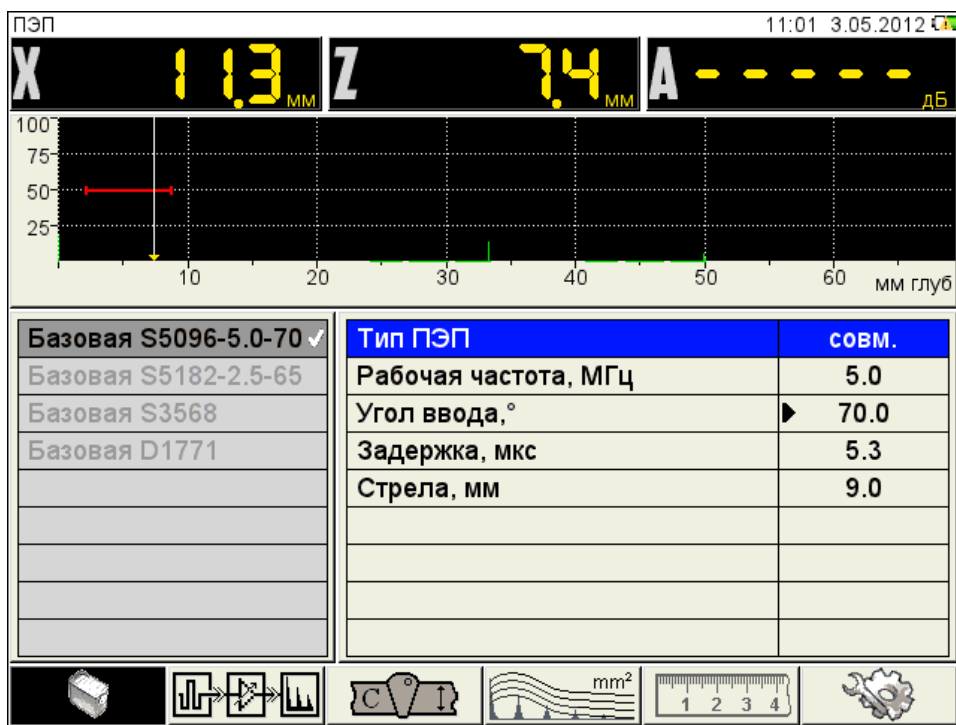 ПЭП 11:01 3.05.2012
X 11.3 мм Z 7.4 мм A - - - - - дБ
100
75
50
25
10 20 30 40 50 60 мм глуб
Базовая S5096-5.0-70
Базовая S5182-2.5-65
Базовая S3568
Базовая D1771
Тип ПЭП совм.
Рабочая частота, МГц 5.0
Угол ввода,° 70.0
Задержка, мкс 5.3
Стрела, мм 9.0
C mm² 1 2 3 4